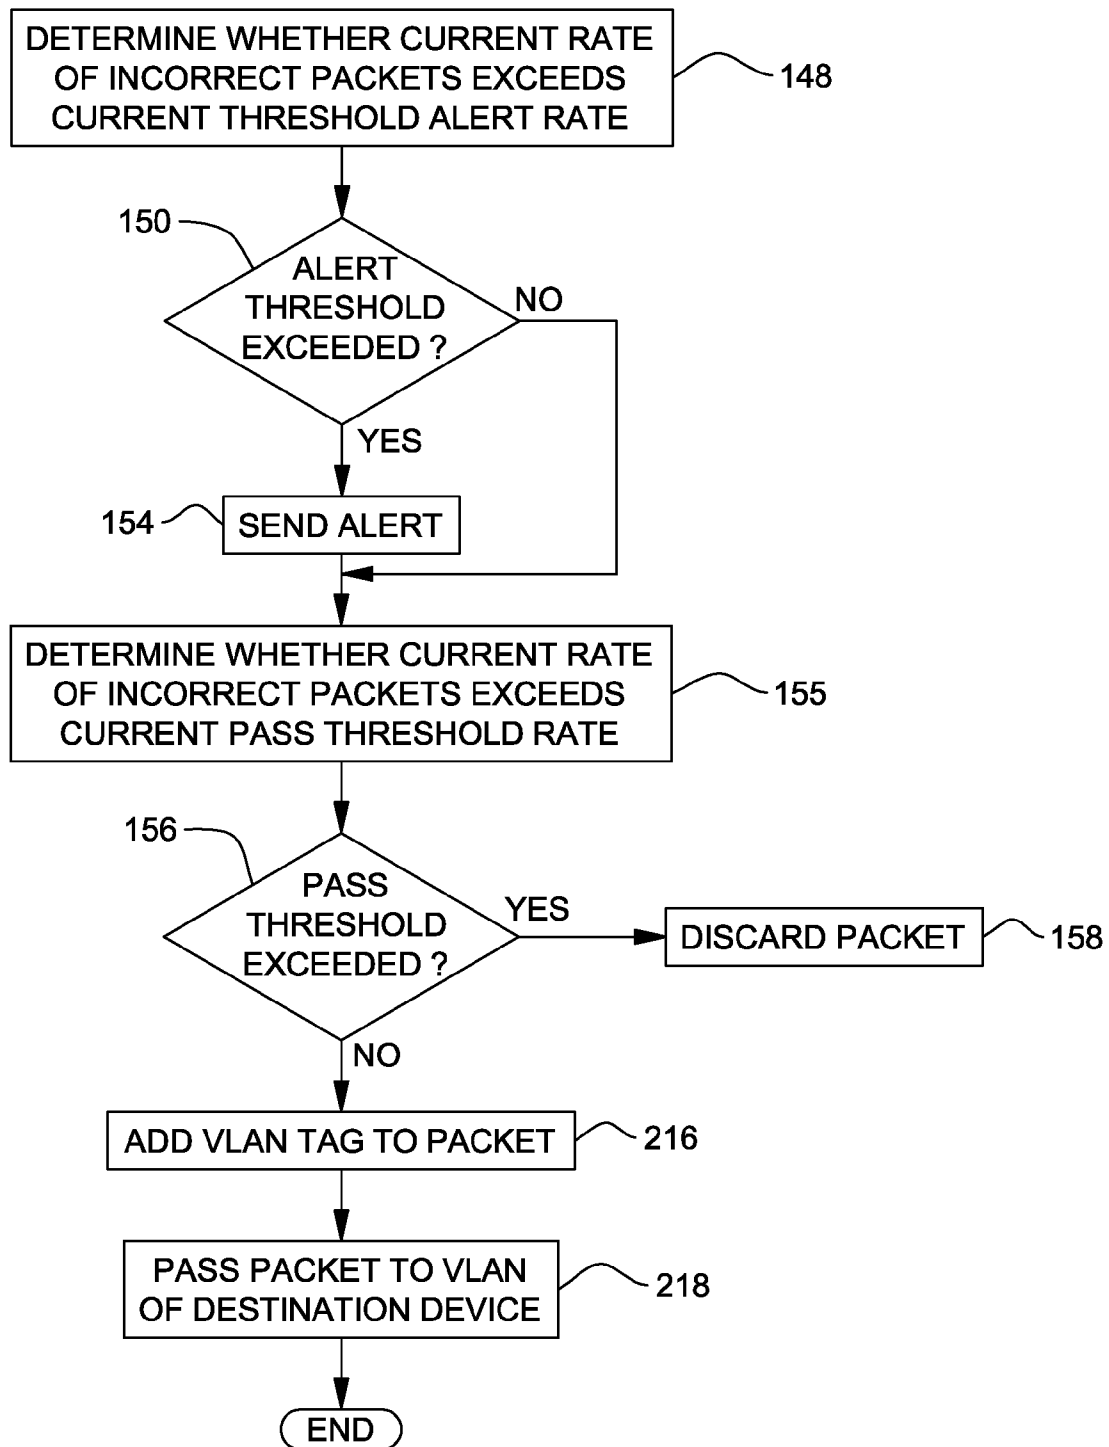 DETERMINE WHETHER CURRENT RATE
OF INCORRECT PACKETS EXCEEDS
CURRENT THRESHOLD ALERT RATE
148
150
ALERT
THRESHOLD
EXCEEDED ?
NO
YES
154
SEND ALERT
DETERMINE WHETHER CURRENT RATE
OF INCORRECT PACKETS EXCEEDS
CURRENT PASS THRESHOLD RATE
155
156
PASS
THRESHOLD
EXCEEDED ?
YES
DISCARD PACKET
158
NO
ADD VLAN TAG TO PACKET
216
PASS PACKET TO VLAN
OF DESTINATION DEVICE
218
END